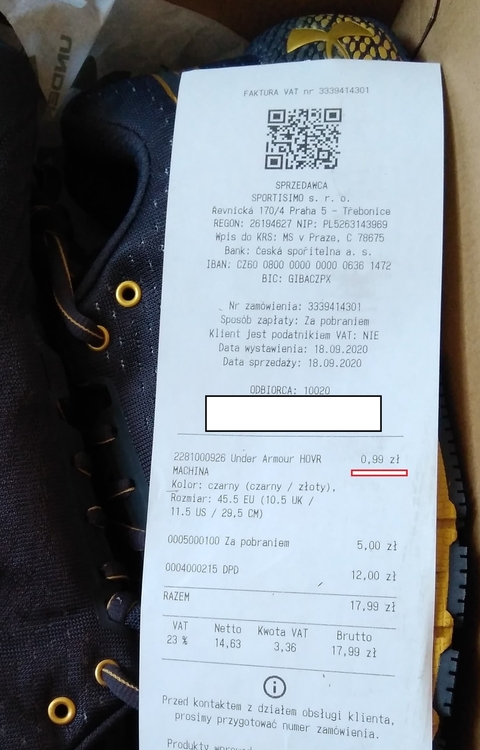 UNDE
FAKTURA VAT nr 3339414301
SPRZEDAWCA
SPORTISIMO s. r. o.
Řevnická 170/4 Praha 5 - Třebonice
REGON: 26194627 NIP: PL5263143969
Wpis do KRS: MS v Praze, C 78675
Bank: Česká spořitelna a. s.
IBAN: CZ60 0800 0000 0000 0636 1472
BIC: GIBACZPX
Nr zamówienia: 3339414301
Sposób zapłaty: Za pobraniem
Klient jest podatnikiem VAT: NIE
Data wystawienia: 18.09.2020
Data sprzedaży: 18.09.2020
ODBIORCA: 10020
2281000926 Under Armour HOVR 0,99 zł
MACHINA
Kolor: czarny (czarny / złoty),
Rozmiar: 45.5 EU (10.5 UK /
11.5 US / 29,5 CM)
0005000100 Za pobraniem 5,00 zł
0004000215 DPD 12,00 zł
RAZEM 17,99 zł
VAT Netto Kwota VAT Brutto
23 % 14,63 3,36 17,99 zł
Przed kontaktem z działem obsługi klienta,
prosimy przygotować numer zamówienia.
Produkty